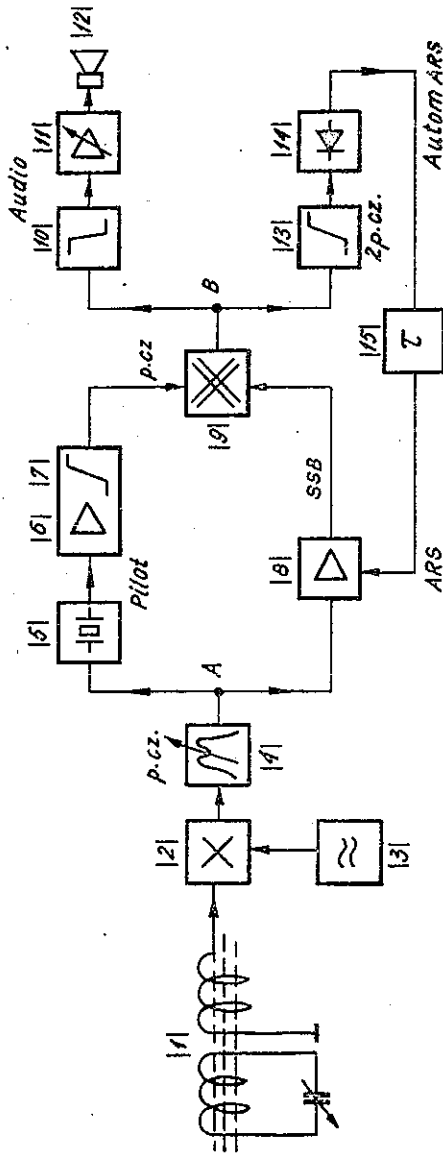 |1|
|2|
|3|
p.cz.
|4|
A
|5|
Pilot
|6| |7|
p.cz
|8|
SSB
ARS
|9|
B
|10|
Audio
|11|
|12|
|13|
2p.cz.
|14|
|15|
τ
Autom ARS